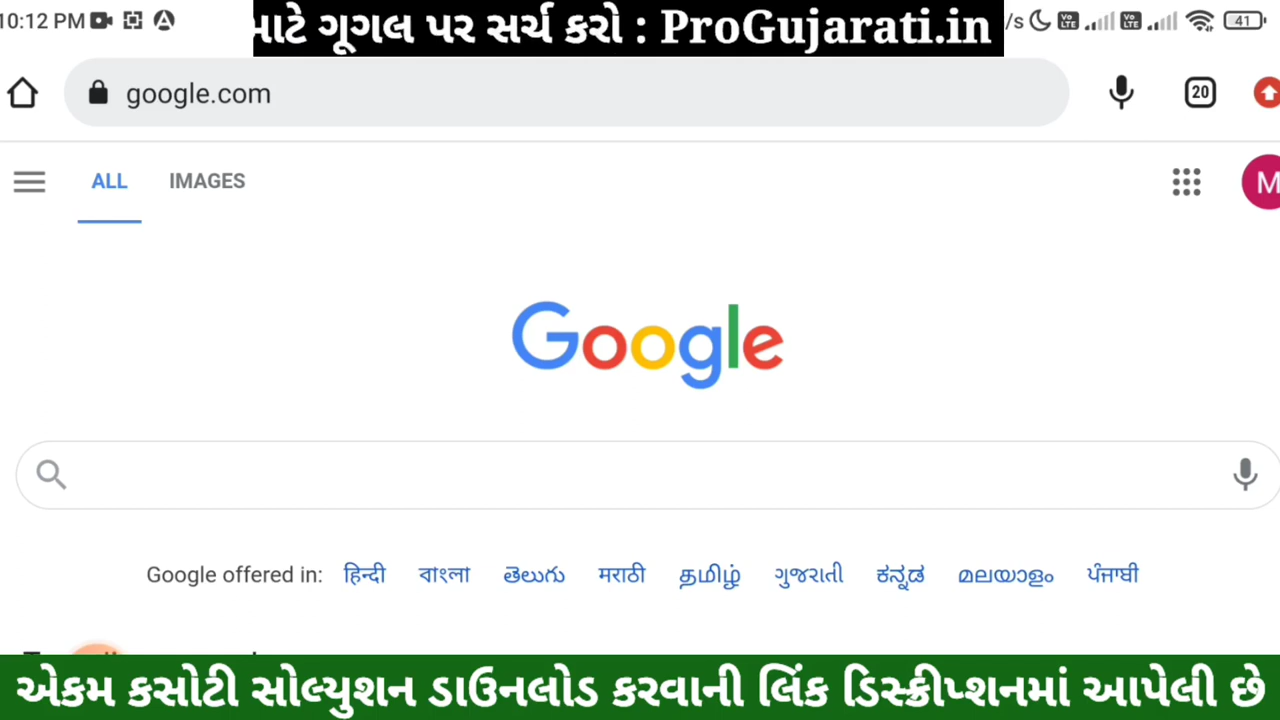 10:12 PM
માટે ગૂગલ પર સર્ચ કરો : ProGujarati.in
/s
41
google.com
20
ALL IMAGES
M
Google
Google offered in: हिन्दी বাংলা తెలుగు मराठी தமிழ் ગુજરાતી ಕನ್ನಡ മലയാളം ਪੰਜਾਬੀ
એકમ કસોટી સોલ્યુશન ડાઉનલોડ કરવાની લિંક ડિસ્ક્રીપ્શનમાં આપેલી છે